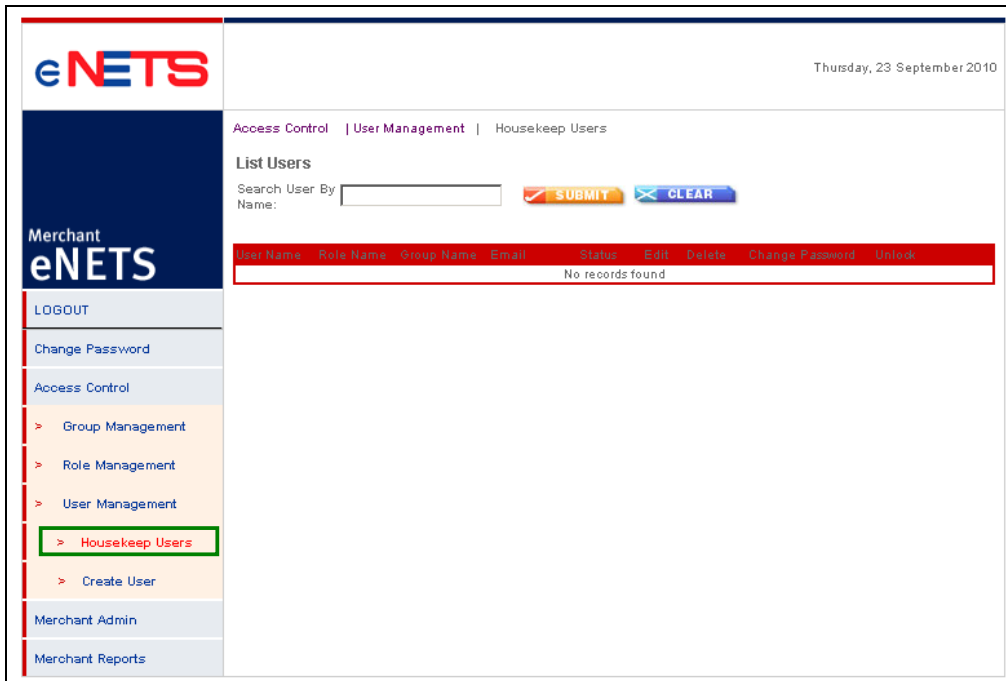 eNETS
Thursday, 23 September 2010
Access Control | User Management | Housekeep Users
List Users
Search User By
Name:
SUBMIT
CLEAR
User Name Role Name Group Name Email Status Edit Delete Change Password Unlock
No records found
Merchant
eNETS
LOGOUT
Change Password
Access Control
> Group Management
> Role Management
> User Management
> Housekeep Users
> Create User
Merchant Admin
Merchant Reports